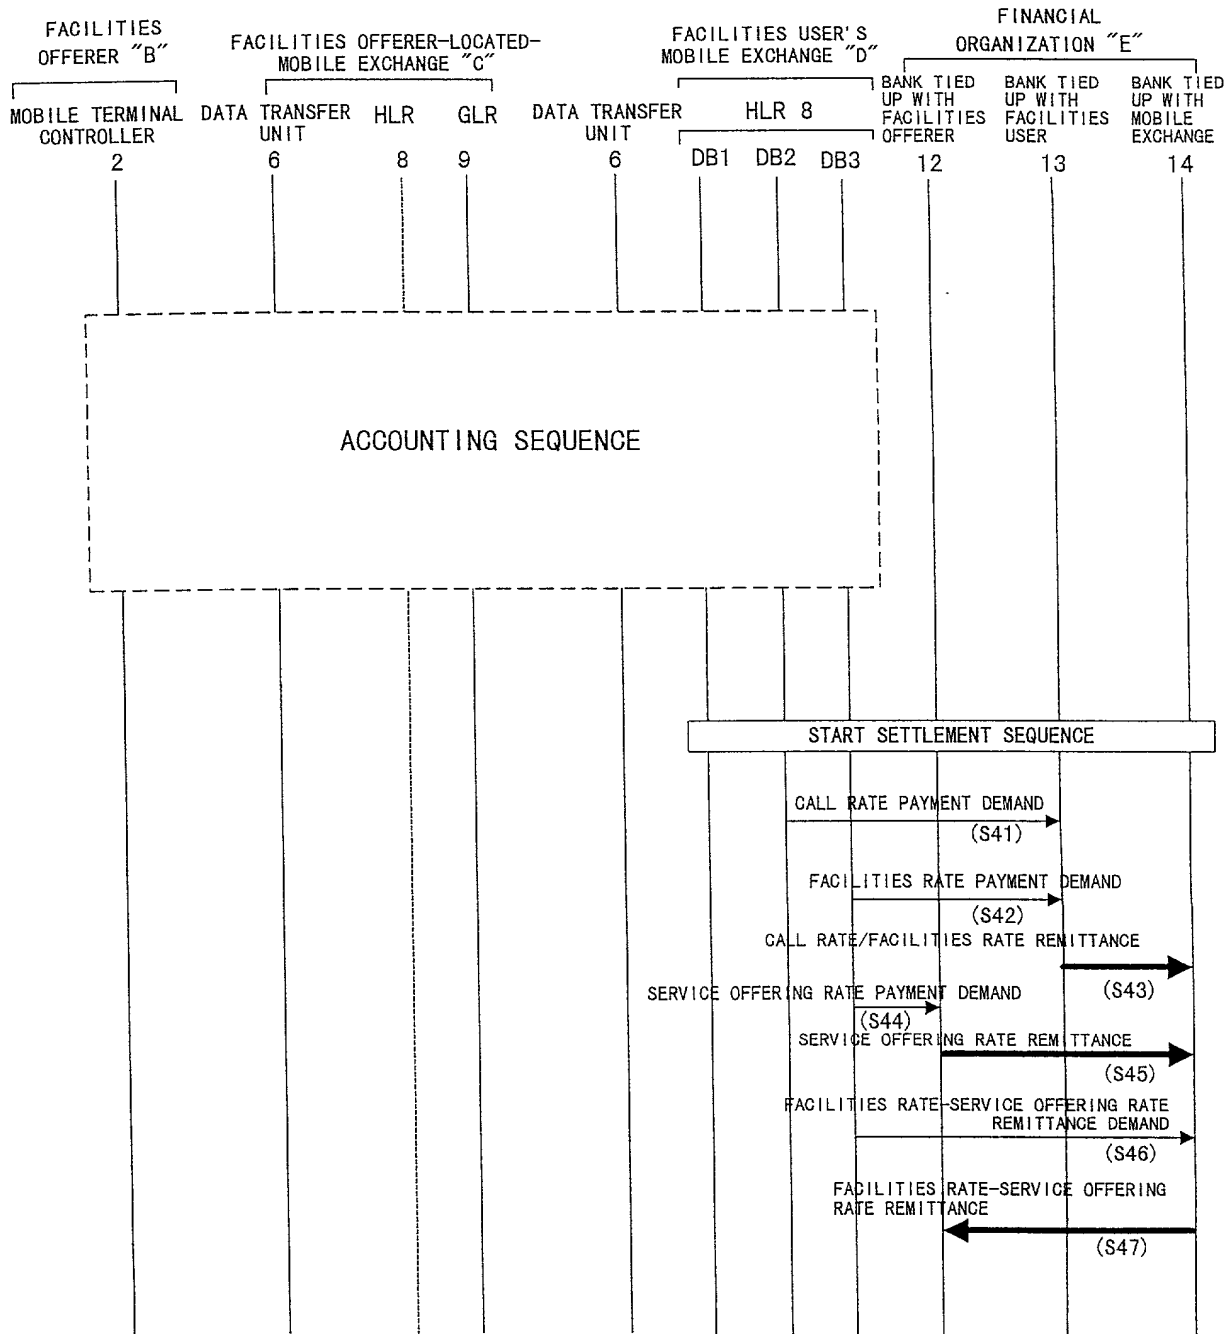 FACILITIES
OFFERER "B"
FACILITIES OFFERER-LOCATED-
MOBILE EXCHANGE "C"
FACILITIES USER'S
MOBILE EXCHANGE "D"
FINANCIAL
ORGANIZATION "E"
MOBILE TERMINAL
CONTROLLER
2
DATA TRANSFER
UNIT
6
HLR
8
GLR
9
DATA TRANSFER
UNIT
6
HLR 8
DB1
DB2
DB3
BANK TIED
UP WITH
FACILITIES
OFFERER
12
BANK TIED
UP WITH
FACILITIES
USER
13
BANK TIED
UP WITH
MOBILE
EXCHANGE
14
ACCOUNTING SEQUENCE
START SETTLEMENT SEQUENCE
CALL RATE PAYMENT DEMAND
(S41)
FACILITIES RATE PAYMENT DEMAND
(S42)
CALL RATE/FACILITIES RATE REMITTANCE
(S43)
SERVICE OFFERING RATE PAYMENT DEMAND
(S44)
SERVICE OFFERING RATE REMITTANCE
(S45)
FACILITIES RATE-SERVICE OFFERING RATE
REMITTANCE DEMAND
(S46)
FACILITIES RATE-SERVICE OFFERING
RATE REMITTANCE
(S47)